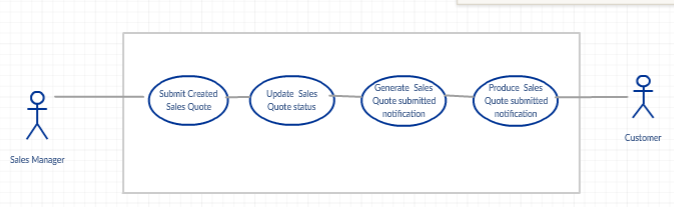 Submit Created
Sales Quote
Update Sales
Quote status
Generate Sales
Quote submitted
notification
Produce Sales
Quote submitted
notification
Sales Manager
Customer